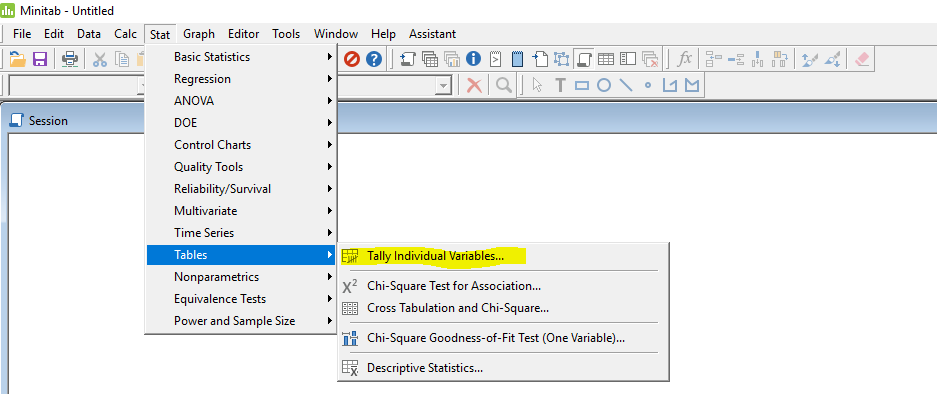 Minitab - Untitled
File Edit Data Calc Stat Graph Editor Tools Window Help Assistant
Basic Statistics
Regression
fx
ANOVA
T
Session
DOE
Control Charts
Quality Tools
Reliability/Survival
Multivariate
Time Series
Tables
Tally Individual Variables...
Nonparametrics
X² Chi-Square Test for Association...
Equivalence Tests
Cross Tabulation and Chi-Square...
Power and Sample Size
Chi-Square Goodness-of-Fit Test (One Variable)...
Descriptive Statistics...